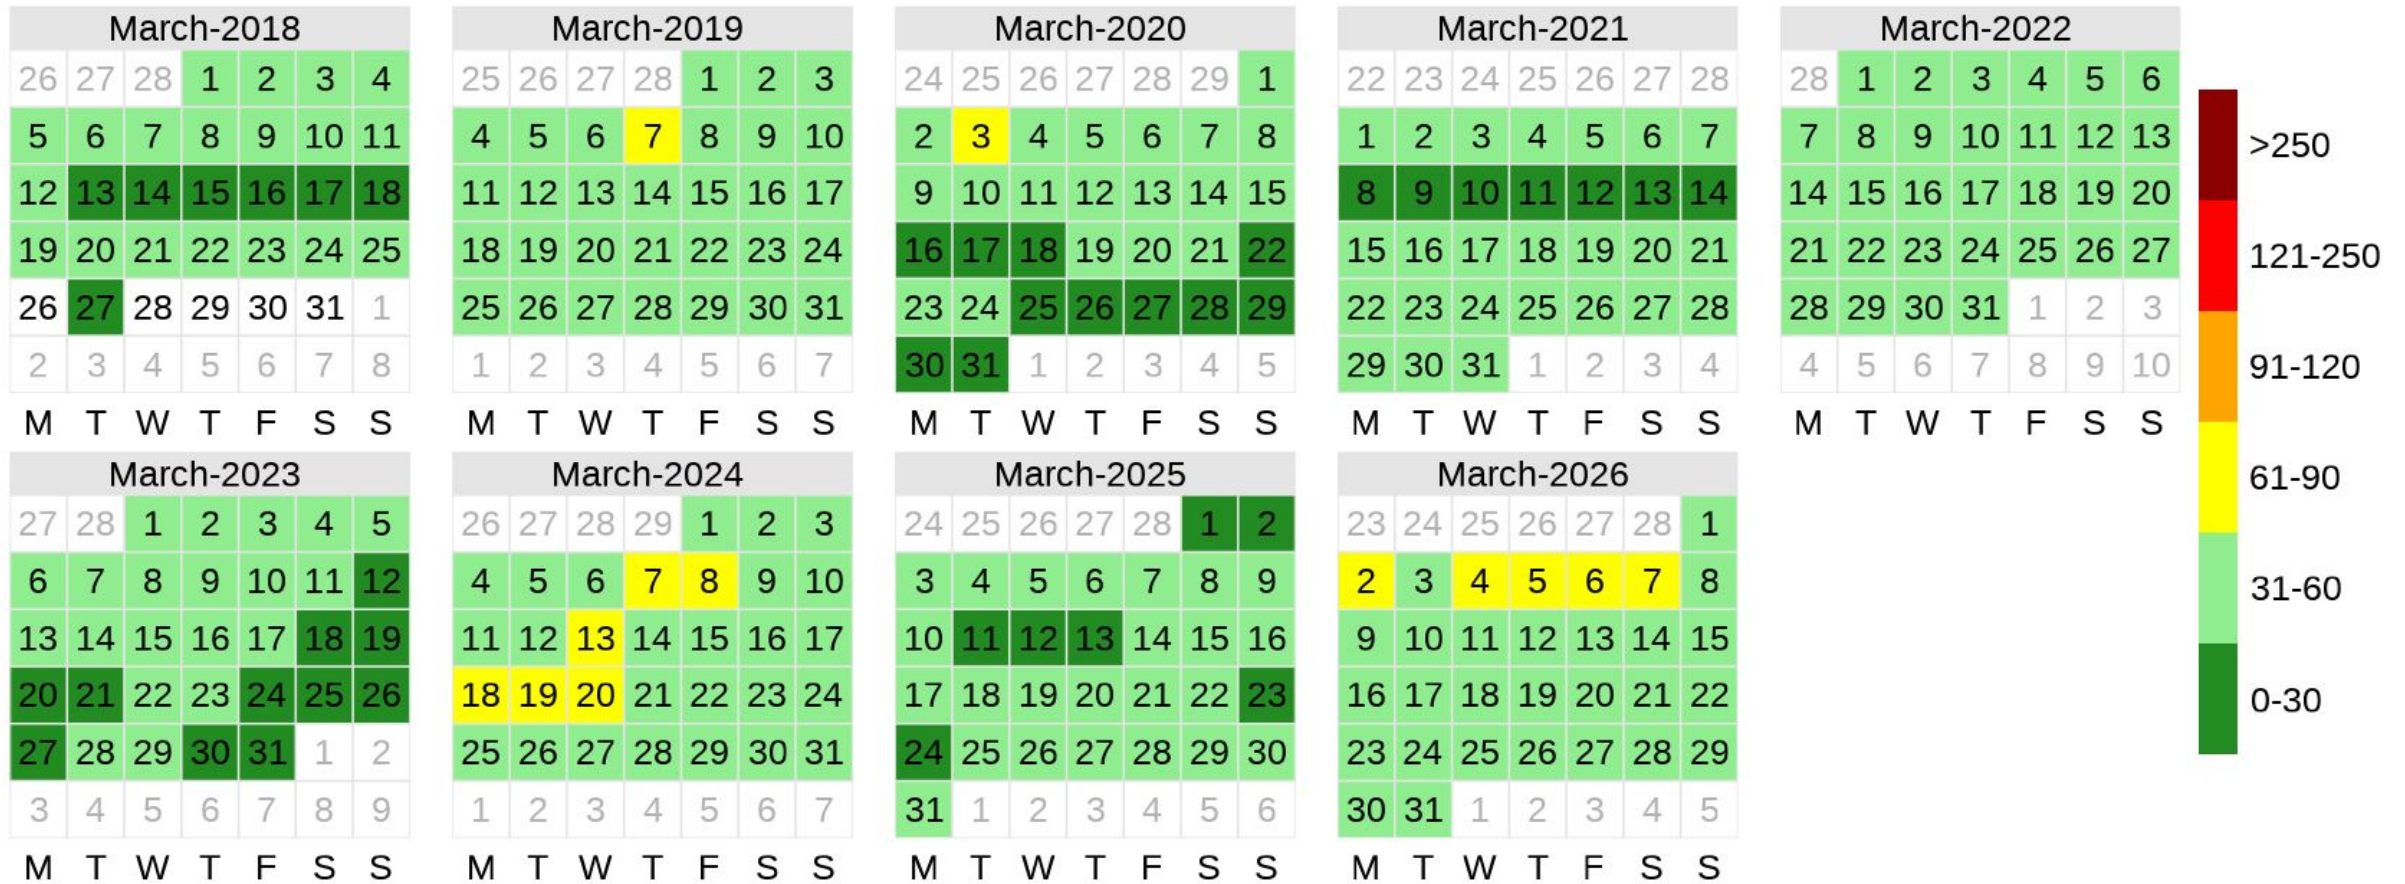 March-2018
26 27 28 1 2 3 4
5 6 7 8 9 10 11
12 13 14 15 16 17 18
19 20 21 22 23 24 25
26 27 28 29 30 31 1
2 3 4 5 6 7 8
M T W T F S S
March-2019
25 26 27 28 1 2 3
4 5 6 7 8 9 10
11 12 13 14 15 16 17
18 19 20 21 22 23 24
25 26 27 28 29 30 31
1 2 3 4 5 6 7
M T W T F S S
March-2020
24 25 26 27 28 29 1
2 3 4 5 6 7 8
9 10 11 12 13 14 15
16 17 18 19 20 21 22
23 24 25 26 27 28 29
30 31 1 2 3 4 5
M T W T F S S
March-2021
22 23 24 25 26 27 28
1 2 3 4 5 6 7
8 9 10 11 12 13 14
15 16 17 18 19 20 21
22 23 24 25 26 27 28
29 30 31 1 2 3 4
M T W T F S S
March-2022
28 1 2 3 4 5 6
7 8 9 10 11 12 13
14 15 16 17 18 19 20
21 22 23 24 25 26 27
28 29 30 31 1 2 3
4 5 6 7 8 9 10
M T W T F S S
March-2023
27 28 1 2 3 4 5
6 7 8 9 10 11 12
13 14 15 16 17 18 19
20 21 22 23 24 25 26
27 28 29 30 31 1 2
3 4 5 6 7 8 9
M T W T F S S
March-2024
26 27 28 29 1 2 3
4 5 6 7 8 9 10
11 12 13 14 15 16 17
18 19 20 21 22 23 24
25 26 27 28 29 30 31
1 2 3 4 5 6 7
M T W T F S S
March-2025
24 25 26 27 28 1 2
3 4 5 6 7 8 9
10 11 12 13 14 15 16
17 18 19 20 21 22 23
24 25 26 27 28 29 30
31 1 2 3 4 5 6
M T W T F S S
March-2026
23 24 25 26 27 28 1
2 3 4 5 6 7 8
9 10 11 12 13 14 15
16 17 18 19 20 21 22
23 24 25 26 27 28 29
30 31 1 2 3 4 5
M T W T F S S
>250
121-250
91-120
61-90
31-60
0-30